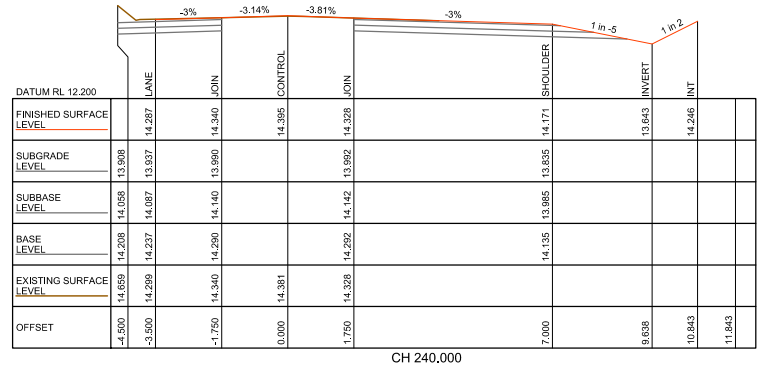 -3% -3.14% -3.81% -3% 1 in -5 1 in 2
LANE JOIN CONTROL JOIN SHOULDER INVERT INT
DATUM RL 12.200
FINISHED SURFACE
LEVEL
14.287 14.340 14.395 14.328 14.171 13.643 14.246
SUBGRADE
LEVEL
13.908 13.937 13.990 13.992 13.835
SUBBASE
LEVEL
14.058 14.087 14.140 14.142 13.985
BASE
LEVEL
14.208 14.237 14.290 14.292 14.135
EXISTING SURFACE
LEVEL
14.659 14.299 14.340 14.381 14.328
OFFSET
-4.500 -3.500 -1.750 0.000 1.750 7.000 9.638 10.843 11.843
CH 240.000